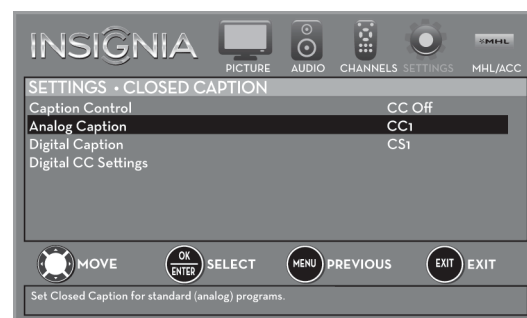 INSIGNIA
PICTURE AUDIO CHANNELS SETTINGS MHL/ACC
MHL
SETTINGS • CLOSED CAPTION
Caption Control CC Off
Analog Caption CC1
Digital Caption CS1
Digital CC Settings
MOVE OK ENTER SELECT MENU PREVIOUS EXIT EXIT
Set Closed Caption for standard (analog) programs.